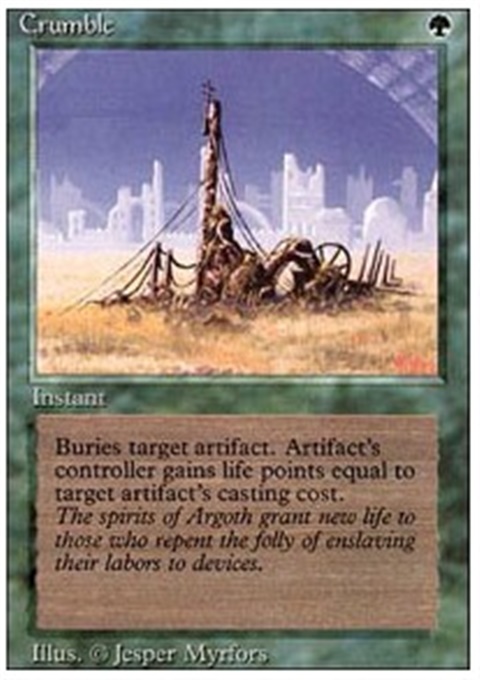 Crumble
Instant
Buries target artifact. Artifact's
controller gains life points equal to
target artifact's casting cost.
The spirits of Argoth grant new life to
those who repent the folly of enslaving
their labors to devices.
Illus. © Jesper Myrfors